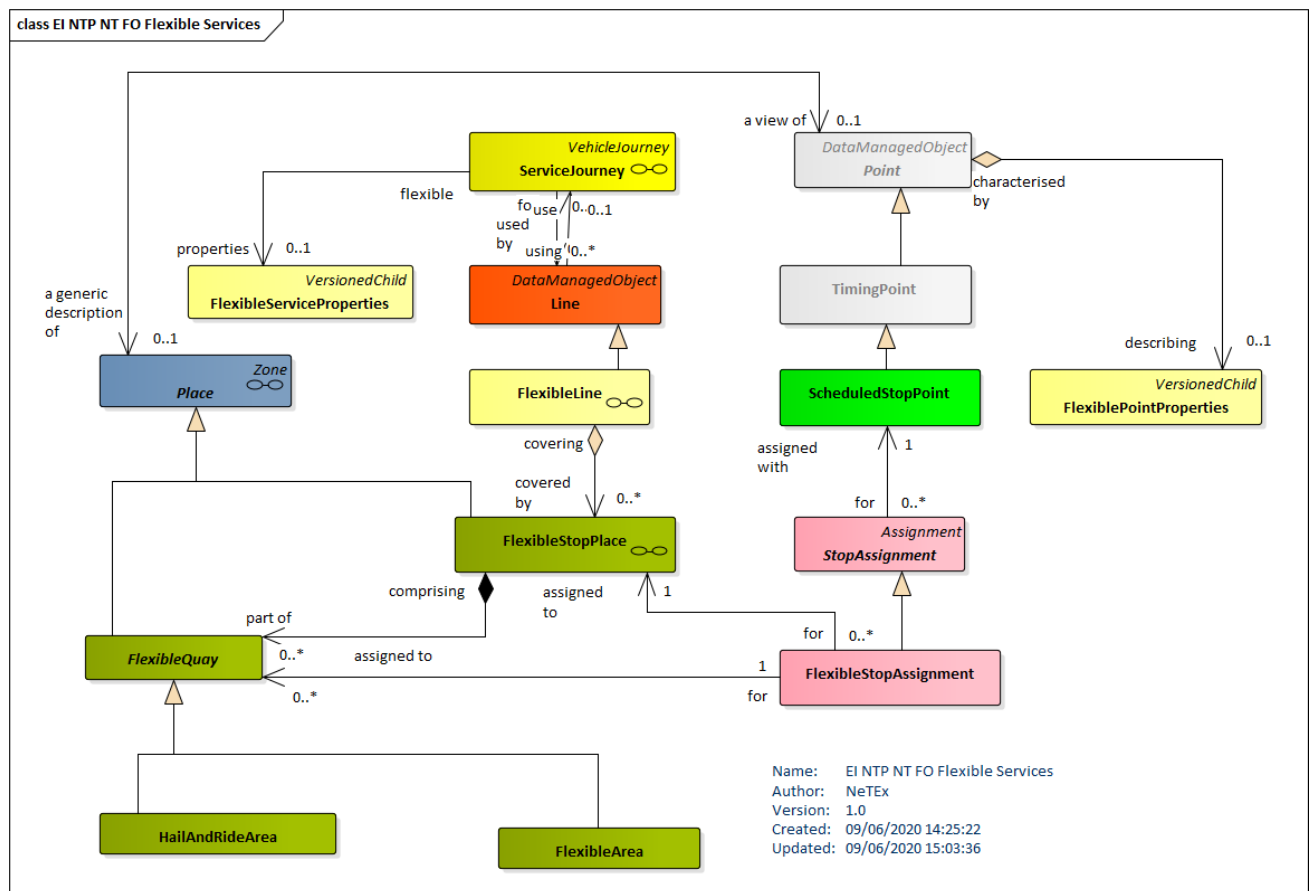 class EI NTP NT FO Flexible Services
a view of
0..1
VehicleJourney
ServiceJourney
DataManagedObject
Point
characterised
by
flexible
used
by
use
0..1
using
0..*
properties
0..1
VersionedChild
FlexibleServiceProperties
DataManagedObject
Line
TimingPoint
a generic
description
of
0..1
describing
0..1
Zone
Place
FlexibleLine
ScheduledStopPoint
VersionedChild
FlexiblePointProperties
covering
assigned
with
1
covered
by
0..*
for
0..*
FlexibleStopPlace
Assignment
StopAssignment
comprising
assigned
to
1
part of
0..*
for
0..*
FlexibleQuay
assigned to
1
FlexibleStopAssignment
0..*
for
Name: EI NTP NT FO Flexible Services
Author: NeTEx
Version: 1.0
Created: 09/06/2020 14:25:22
Updated: 09/06/2020 15:03:36
HailAndRideArea
FlexibleArea